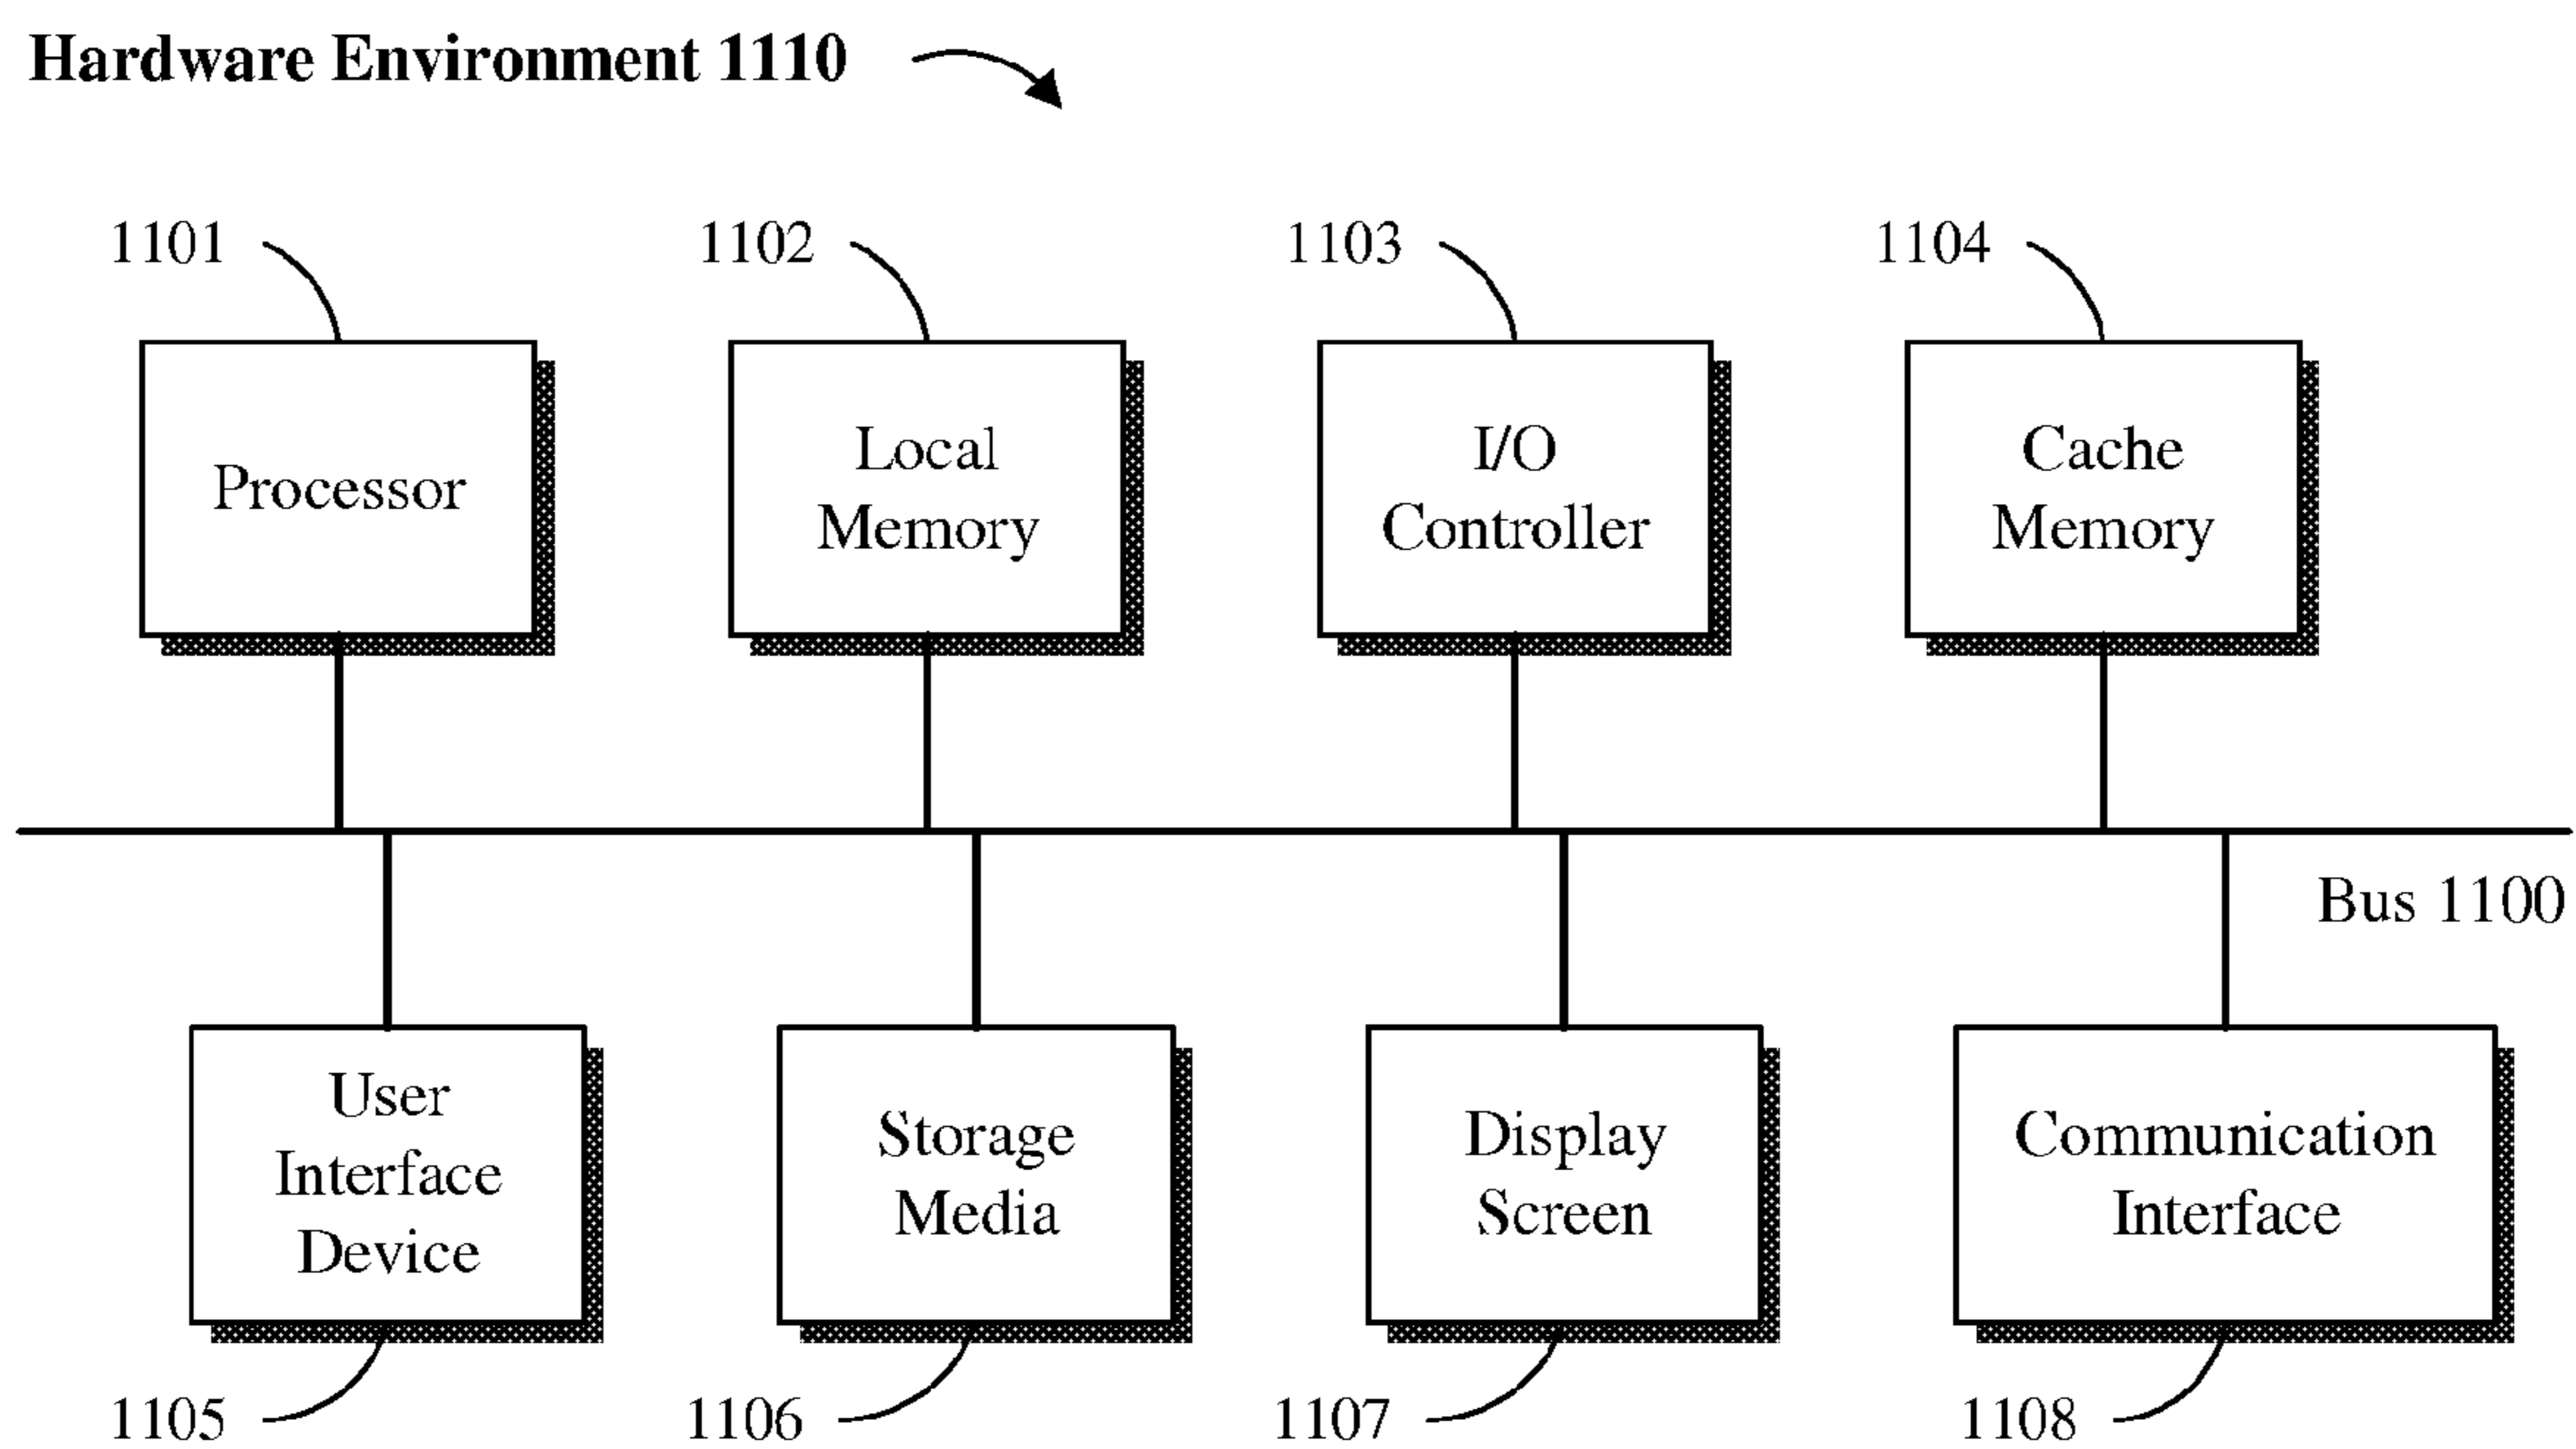 Hardware Environment 1110
1101
1102
1103
1104
Processor
Local
Memory
I/O
Controller
Cache
Memory
Bus 1100
User
Interface
Device
Storage
Media
Display
Screen
Communication
Interface
1105
1106
1107
1108